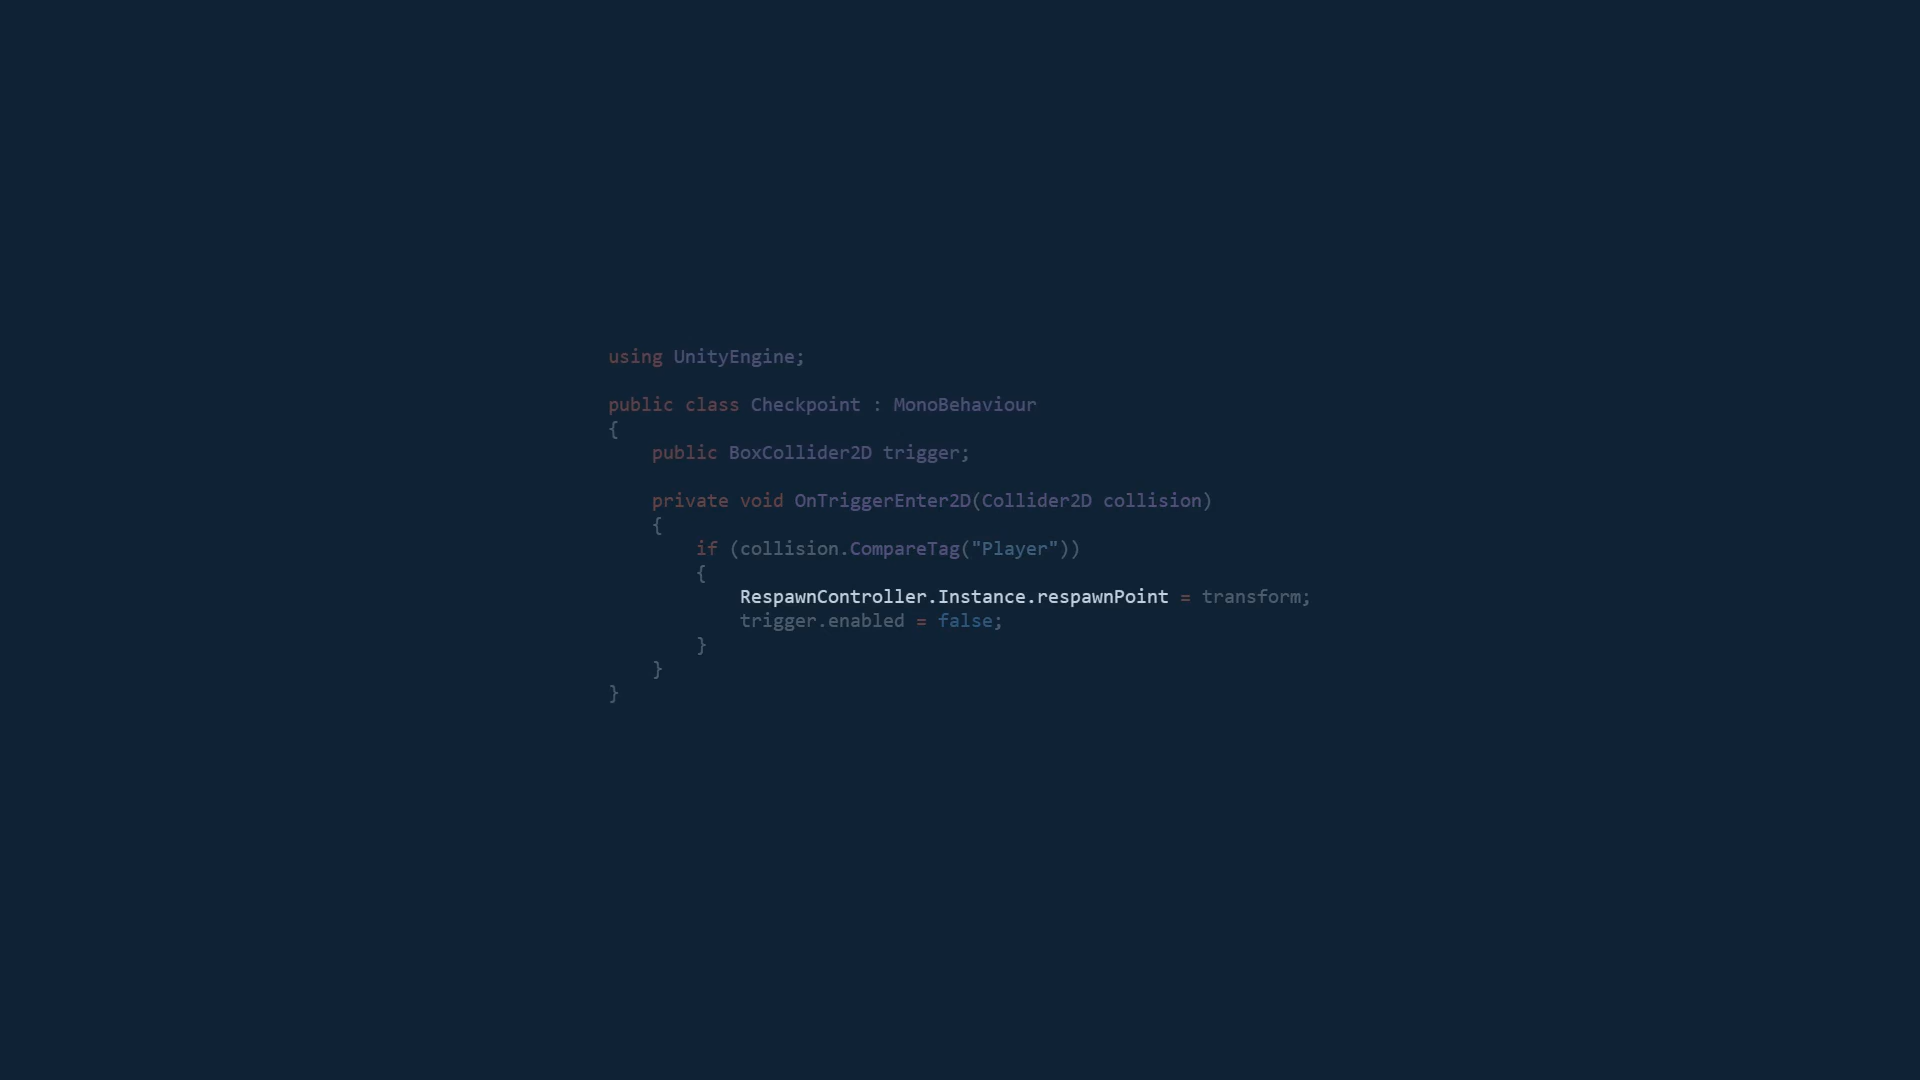 using UnityEngine;
public class Checkpoint : MonoBehaviour
{
public BoxCollider2D trigger;
private void OnTriggerEnter2D(Collider2D collision)
{
if (collision.CompareTag("Player"))
{
RespawnController.Instance.respawnPoint = transform;
trigger.enabled = false;
}
}
}